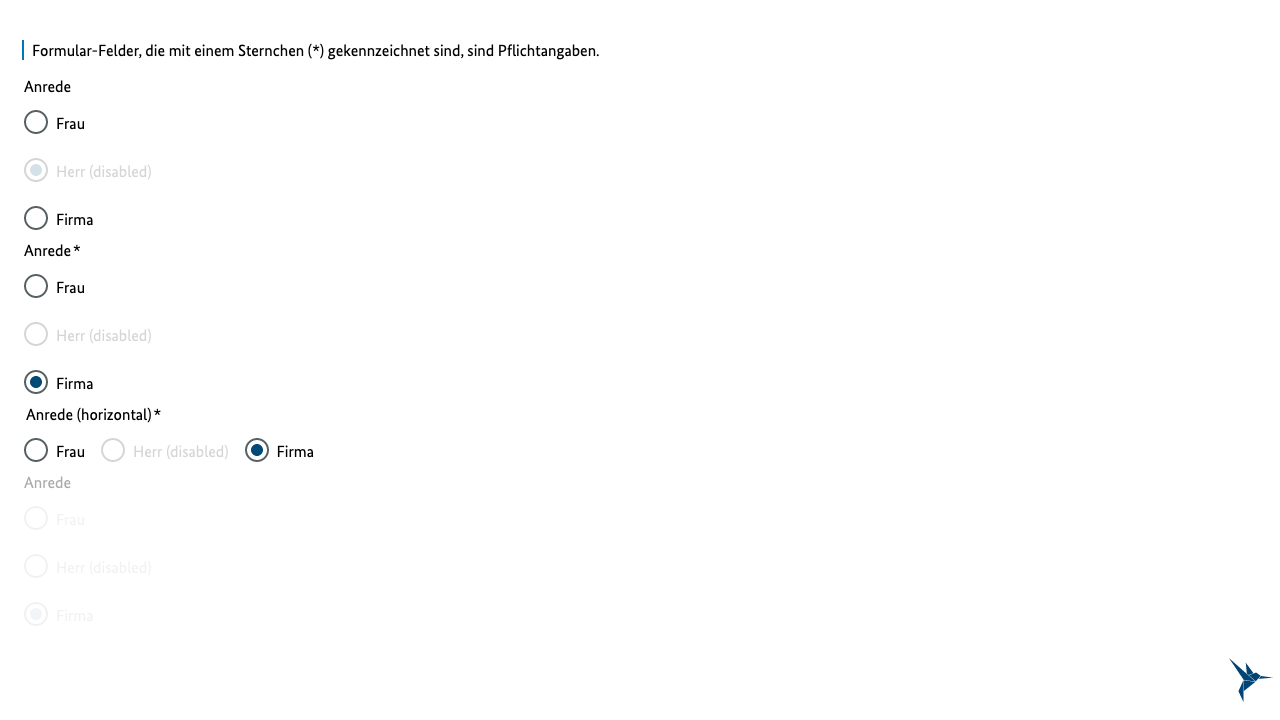 Formular-Felder, die mit einem Sternchen (*) gekennzeichnet sind, sind Pflichtangaben.
Anrede
Frau
Herr (disabled)
Firma
Anrede*
Frau
Herr (disabled)
Firma
Anrede (horizontal)*
Frau Herr (disabled) Firma
Anrede
Frau
Herr (disabled)
Firma